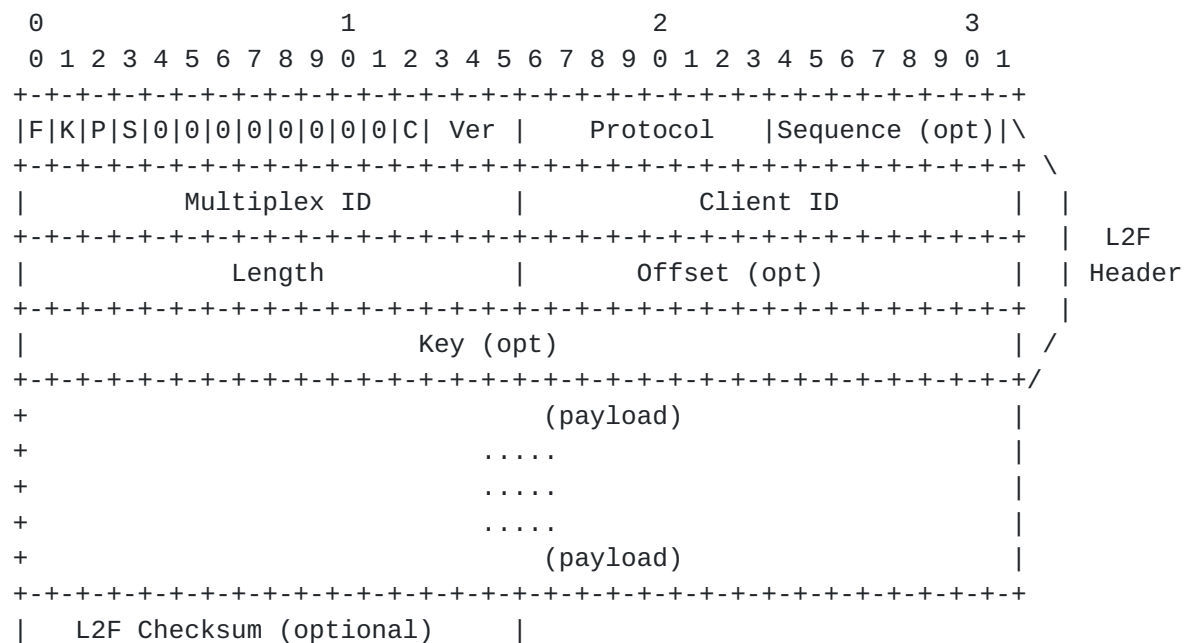 0                   1                   2                   3
 0 1 2 3 4 5 6 7 8 9 0 1 2 3 4 5 6 7 8 9 0 1 2 3 4 5 6 7 8 9 0 1
+-+-+-+-+-+-+-+-+-+-+-+-+-+-+-+-+-+-+-+-+-+-+-+-+-+-+-+-+-+-+-+-+
|F|K|P|S|0|0|0|0|0|0|0|0|C| Ver |    Protocol   |Sequence (opt)|\
+-+-+-+-+-+-+-+-+-+-+-+-+-+-+-+-+-+-+-+-+-+-+-+-+-+-+-+-+-+-+-+-+ \
|          Multiplex ID         |           Client ID           |  |
+-+-+-+-+-+-+-+-+-+-+-+-+-+-+-+-+-+-+-+-+-+-+-+-+-+-+-+-+-+-+-+-+  |  L2F
|             Length            |       Offset (opt)            |  | Header
+-+-+-+-+-+-+-+-+-+-+-+-+-+-+-+-+-+-+-+-+-+-+-+-+-+-+-+-+-+-+-+-+  |
|                         Key (opt)                             | /
+-+-+-+-+-+-+-+-+-+-+-+-+-+-+-+-+-+-+-+-+-+-+-+-+-+-+-+-+-+-+-+-+/
+                                 (payload)                     |
+                             .....                             |
+                             .....                             |
+                             .....                             |
+                                 (payload)                     |
+-+-+-+-+-+-+-+-+-+-+-+-+-+-+-+-+-+-+-+-+-+-+-+-+-+-+-+-+-+-+-+-+
|   L2F Checksum (optional)     |